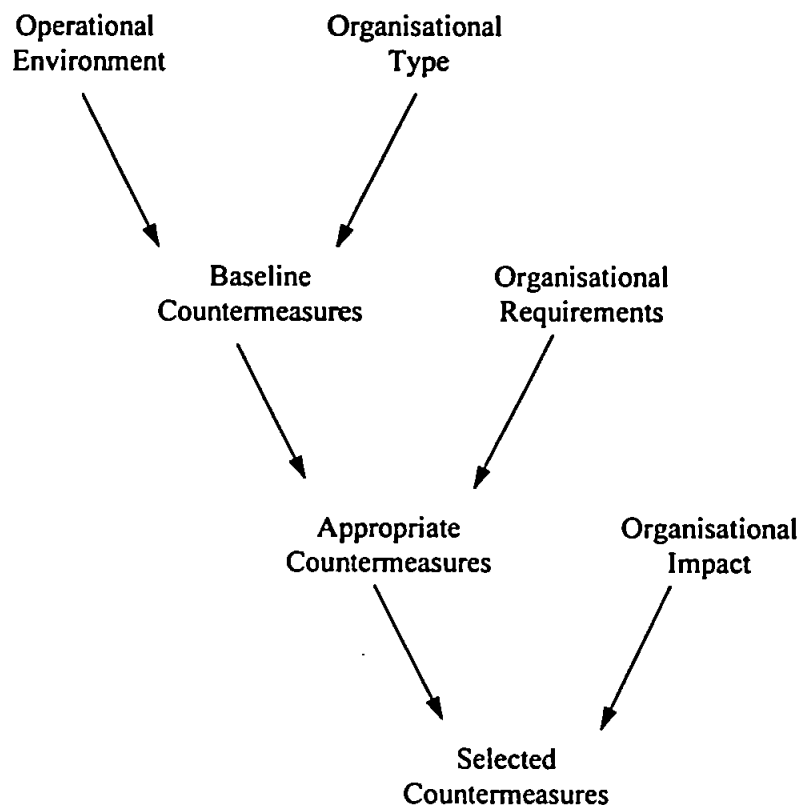 Operational
Environment
Organisational
Type
Baseline
Countermeasures
Organisational
Requirements
Appropriate
Countermeasures
Organisational
Impact
Selected
Countermeasures